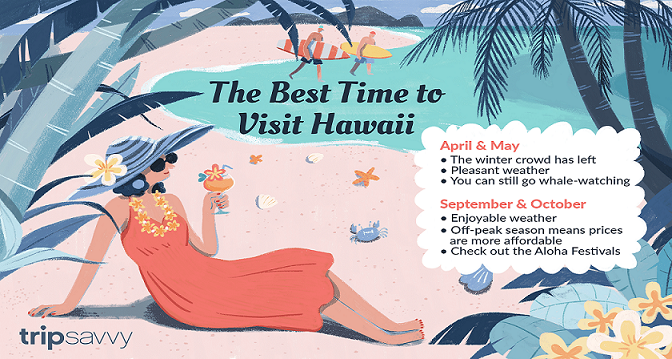 The Best Time to
Visit Hawaii
April & May
• The winter crowd has left
• Pleasant weather
• You can still go whale-watching
September & October
• Enjoyable weather
• Off-peak season means prices
are more affordable
• Check out the Aloha Festivals
tripsavvy